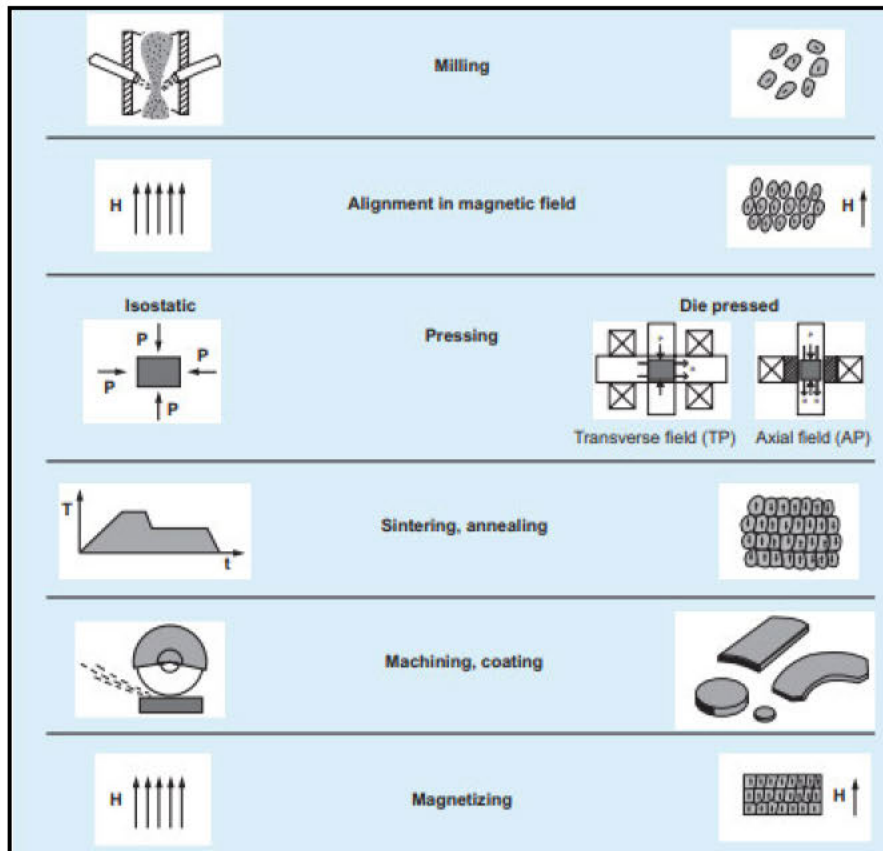 Milling
H
Alignment in magnetic field
H
Isostatic
Die pressed
Pressing
P
P
P
P
Transverse field (TP)
Axial field (AP)
T
Sintering, annealing
t
Machining, coating
H
Magnetizing
H